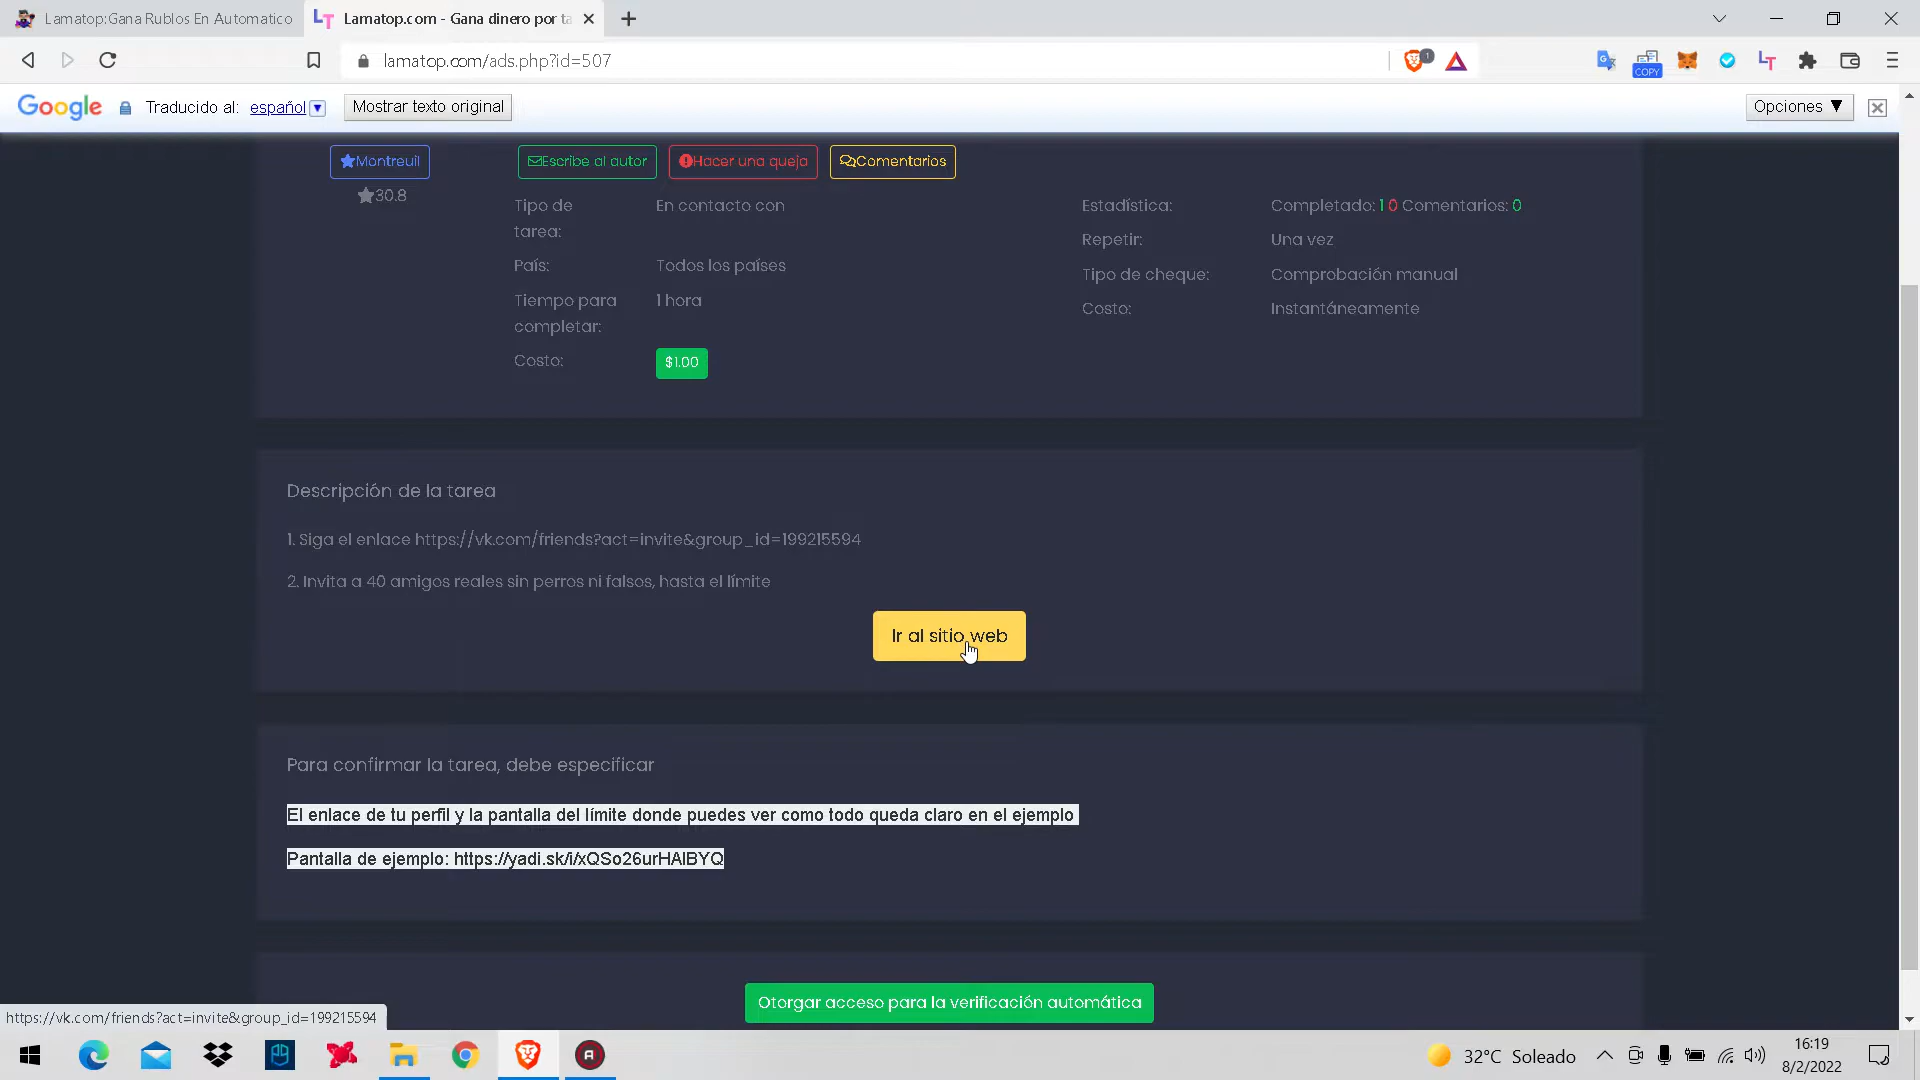 Lamatop:Gana Rublos En Automatico
Lamatop.com - Gana dinero por ta
lamatop.com/ads.php?id=507
1
COPY
Google
Traducido al: español
Mostrar texto original
Opciones ▼
Montreuil
Escribe al autor
Hacer una queja
Comentarios
30.8
Tipo de tarea:
En contacto con
Estadística:
Completado: 1 0 Comentarios: 0
Repetir:
Una vez
País:
Todos los países
Tipo de cheque:
Comprobación manual
Tiempo para completar:
1 hora
Costo:
Instantáneamente
Costo:
$1.00
Descripción de la tarea
1. Siga el enlace https://vk.com/friends?act=invite&group_id=199215594
2. Invita a 40 amigos reales sin perros ni falsos, hasta el límite
Ir al sitio web
Para confirmar la tarea, debe especificar
El enlace de tu perfil y la pantalla del límite donde puedes ver como todo queda claro en el ejemplo
Pantalla de ejemplo: https://yadi.sk/i/xQSo26urHAlBYQ
Otorgar acceso para la verificación automática
https://vk.com/friends?act=invite&group_id=199215594
32°C Soleado
16:19
8/2/2022